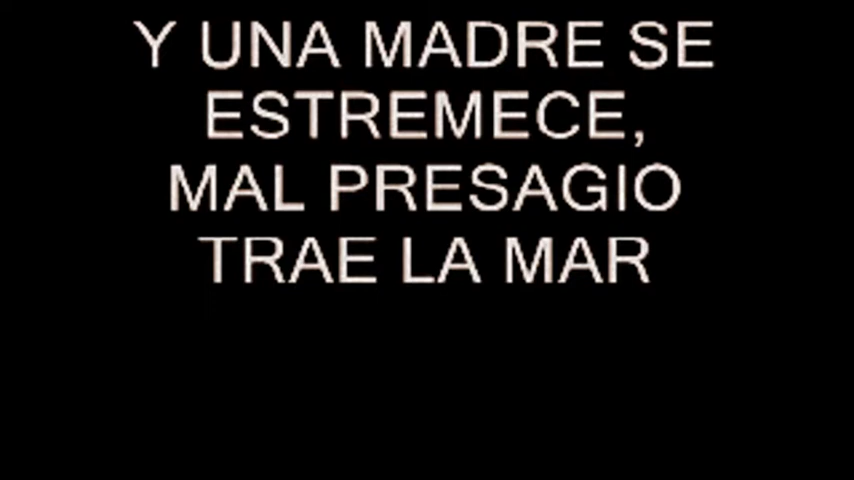 Y UNA MADRE SE
ESTREMECE,
MAL PRESAGIO
TRAE LA MAR